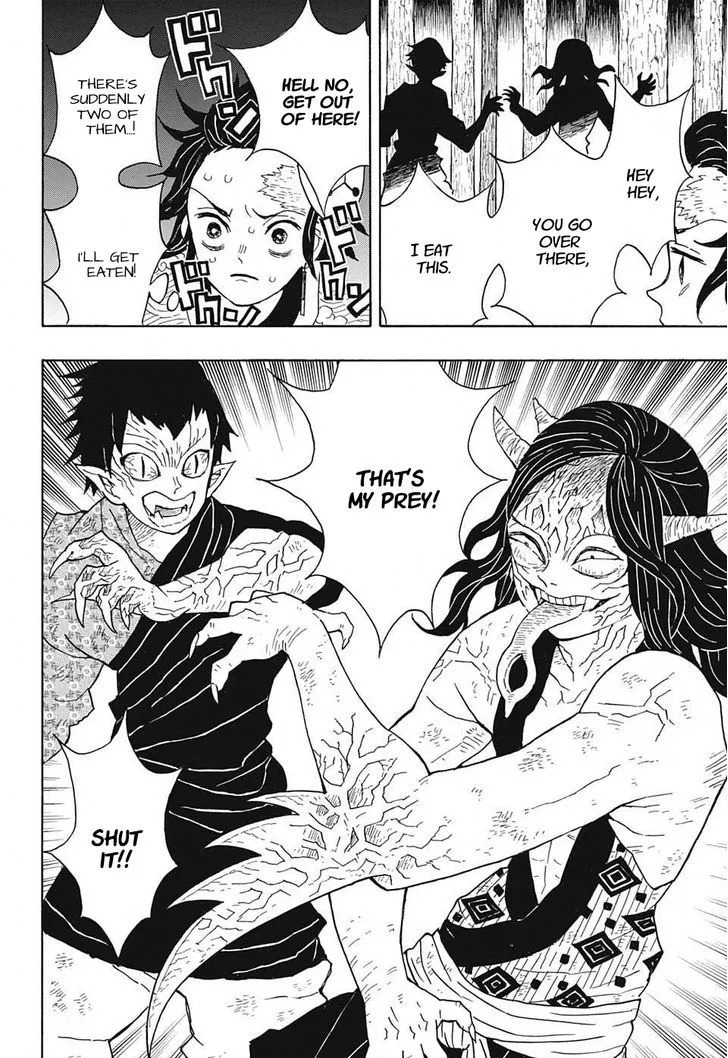 HEY
HEY,
YOU GO
OVER
THERE,
I EAT
THIS.
HELL NO,
GET OUT
OF HERE!
THERE'S
SUDDENLY
TWO OF
THEM..!
I'LL GET
EATEN!
THAT'S
MY PREY!
SHUT
IT!!